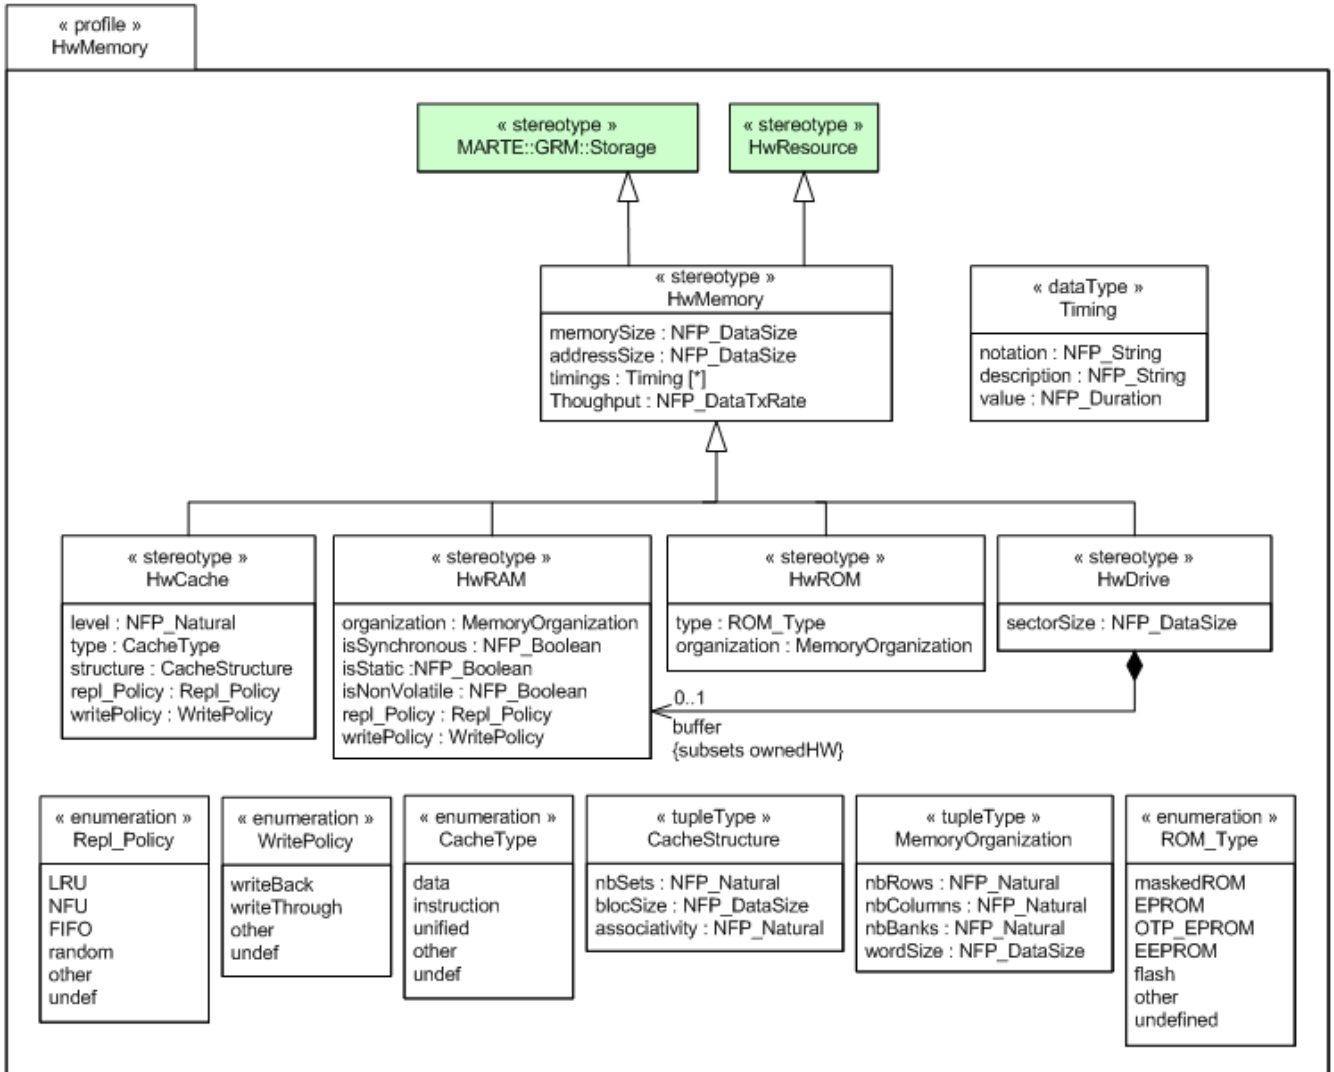 « profile »
HwMemory
« stereotype »
MARTE::GRM::Storage
« stereotype »
HwResource
« stereotype »
HwMemory
memorySize : NFP_DataSize
addressSize : NFP_DataSize
timings : Timing [*]
Thoughput : NFP_DataTxRate
« dataType »
Timing
notation : NFP_String
description : NFP_String
value : NFP_Duration
« stereotype »
HwCache
level : NFP_Natural
type : CacheType
structure : CacheStructure
repl_Policy : Repl_Policy
writePolicy : WritePolicy
« stereotype »
HwRAM
organization : MemoryOrganization
isSynchronous : NFP_Boolean
isStatic :NFP_Boolean
isNonVolatile : NFP_Boolean
repl_Policy : Repl_Policy
writePolicy : WritePolicy
« stereotype »
HwROM
type : ROM_Type
organization : MemoryOrganization
« stereotype »
HwDrive
sectorSize : NFP_DataSize
0..1
buffer
{subsets ownedHW}
« enumeration »
Repl_Policy
LRU
NFU
FIFO
random
other
undef
« enumeration »
WritePolicy
writeBack
writeThrough
other
undef
« enumeration »
CacheType
data
instruction
unified
other
undef
« tupleType »
CacheStructure
nbSets : NFP_Natural
blocSize : NFP_DataSize
associativity : NFP_Natural
« tupleType »
MemoryOrganization
nbRows : NFP_Natural
nbColumns : NFP_Natural
nbBanks : NFP_Natural
wordSize : NFP_DataSize
« enumeration »
ROM_Type
maskedROM
EPROM
OTP_EPROM
EEPROM
flash
other
undefined